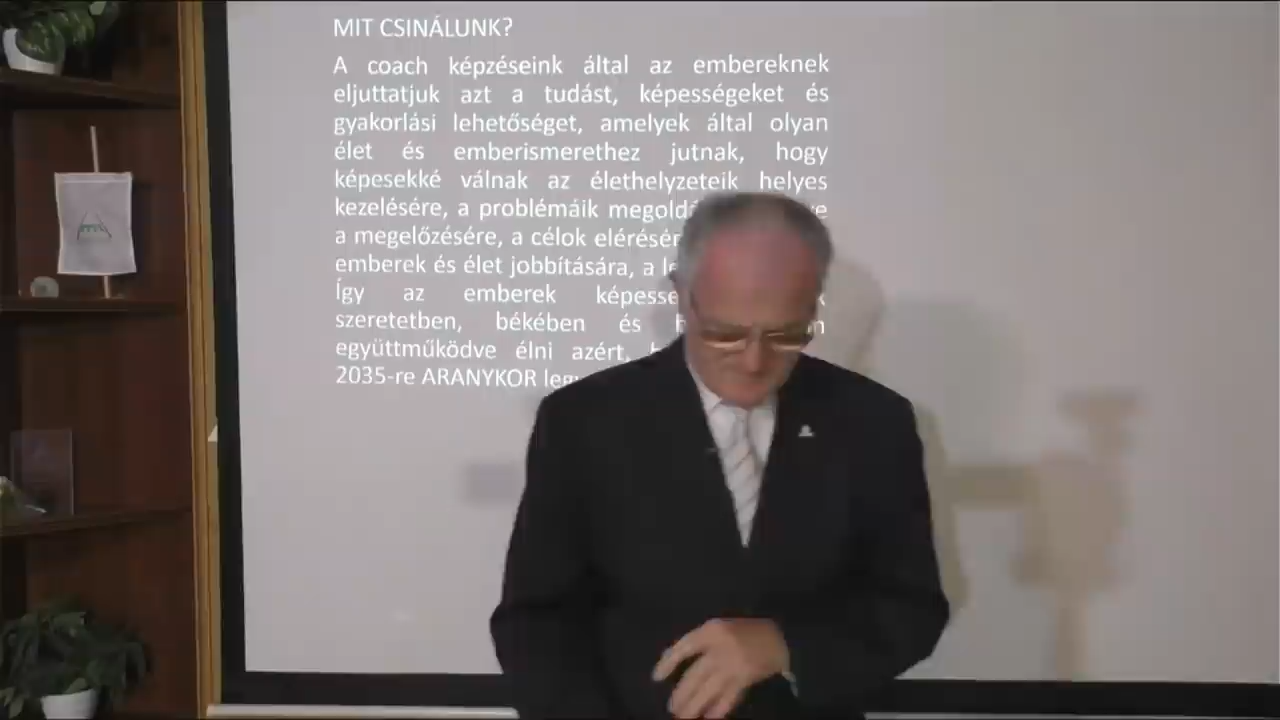 MIT CSINÁLUNK?
A coach képzéseink által az embereknek
eljuttatjuk azt a tudást, képességeket és
gyakorlási lehetőséget, amelyek által olyan
élet és emberismerethez jutnak, hogy
képesekké válnak az élethelyzeteik helyes
kezelésére, a problémáik
a megelőzésére, a célok
emberek és élet jobbítására, a
Így az emberek
szeretetben, békében és
együttműködve élni azért,
2035-re ARANYKOR